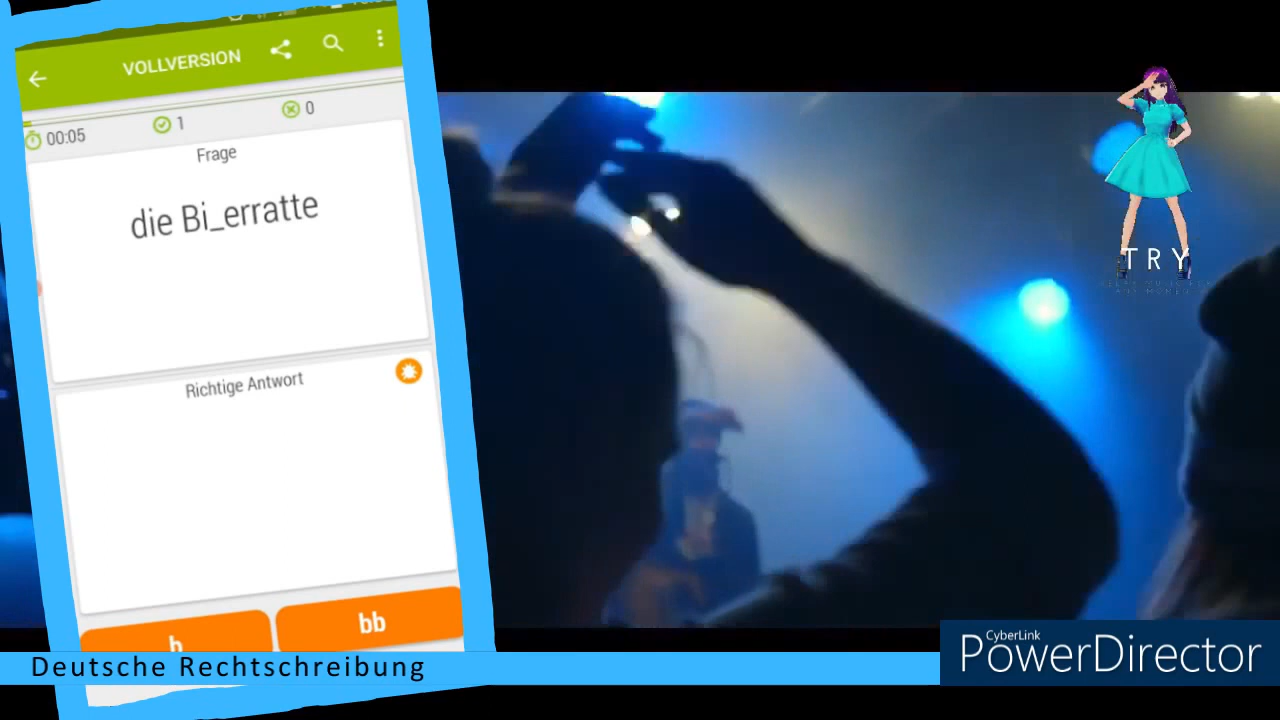 VOLLVERSION
00:05
1
0
Frage
die Bi_erratte
Richtige Antwort
b
bb
Deutsche Rechtschreibung
TRY
CyberLink
PowerDirector